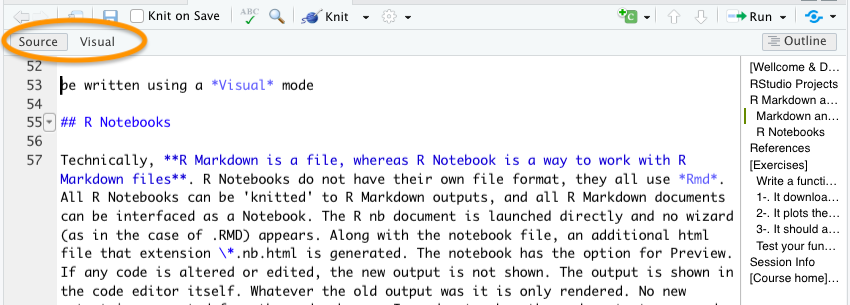 Knit on Save ABC Knit Run
Source Visual Outline
52
53 be written using a *Visual* mode
54
55 ## R Notebooks
56
57 Technically, **R Markdown is a file, whereas R Notebook is a way to work with R
Markdown files**. R Notebooks do not have their own file format, they all use *Rmd*.
All R Notebooks can be 'knitted' to R Markdown outputs, and all R Markdown documents
can be interfaced as a Notebook. The R nb document is launched directly and no wizard
(as in the case of .RMD) appears. Along with the notebook file, an additional html
file that extension \*.nb.html is generated. The notebook has the option for Preview.
If any code is altered or edited, the new output is not shown. The output is shown in
the code editor itself. Whatever the old output was it is only rendered. No new
[Wellcome & D...
RStudio Projects
R Markdown a...
Markdown an...
R Notebooks
References
[Exercises]
Write a functi...
1-. It downloa...
2-. It plots the...
3-. It should a...
Test your fun...
Session Info
[Course home]...